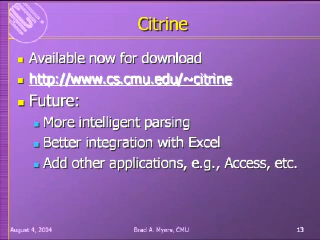 Citrine
Available now for download
http://www.cs.cmu.edu/~citrine
Future:
More intelligent parsing
Better integration with Excel
Add other applications, e.g., Access, etc.
August 4, 2004
Brad A. Myers, CMU
13